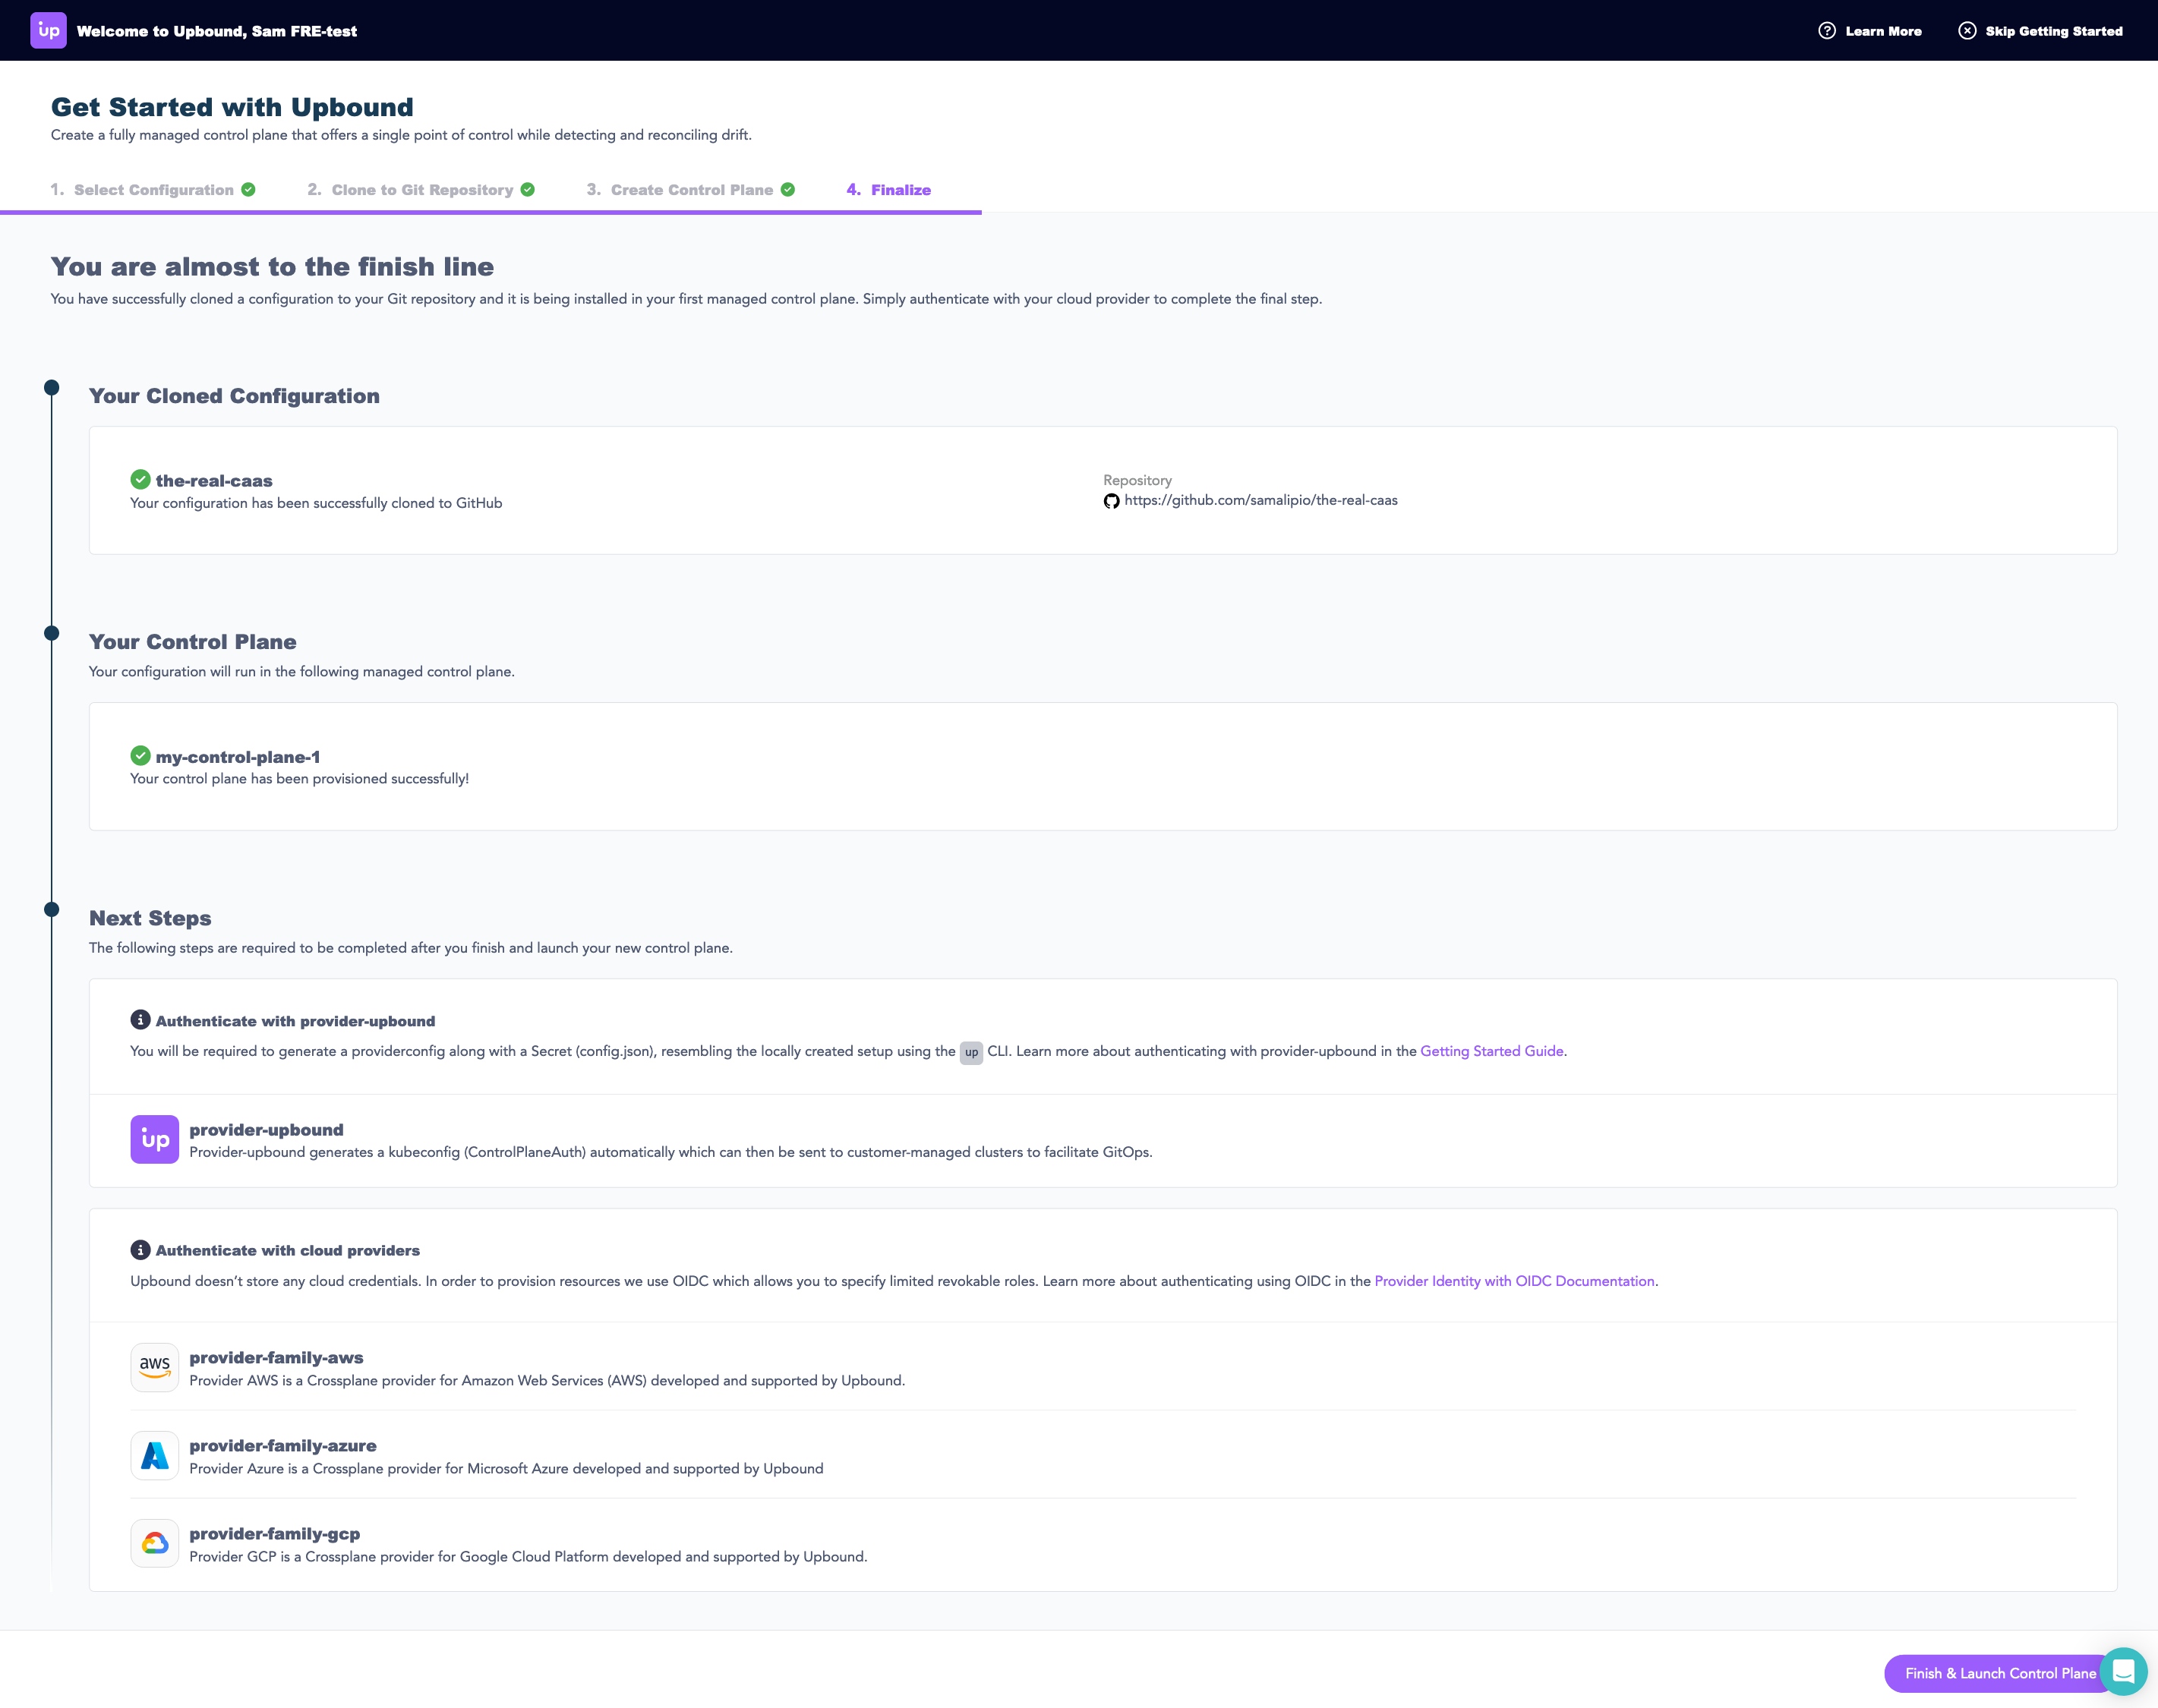 up Welcome to Upbound, Sam FRE-test
Learn More
Skip Getting Started
Get Started with Upbound
Create a fully managed control plane that offers a single point of control while detecting and reconciling drift.
1. Select Configuration
2. Clone to Git Repository
3. Create Control Plane
4. Finalize
You are almost to the finish line
You have successfully cloned a configuration to your Git repository and it is being installed in your first managed control plane. Simply authenticate with your cloud provider to complete the final step.
Your Cloned Configuration
the-real-caas
Your configuration has been successfully cloned to GitHub
Repository
https://github.com/samalipio/the-real-caas
Your Control Plane
Your configuration will run in the following managed control plane.
my-control-plane-1
Your control plane has been provisioned successfully!
Next Steps
The following steps are required to be completed after you finish and launch your new control plane.
Authenticate with provider-upbound
You will be required to generate a providerconfig along with a Secret (config.json), resembling the locally created setup using the up CLI. Learn more about authenticating with provider-upbound in the Getting Started Guide.
up
provider-upbound
Provider-upbound generates a kubeconfig (ControlPlaneAuth) automatically which can then be sent to customer-managed clusters to facilitate GitOps.
Authenticate with cloud providers
Upbound doesn’t store any cloud credentials. In order to provision resources we use OIDC which allows you to specify limited revokable roles. Learn more about authenticating using OIDC in the Provider Identity with OIDC Documentation.
aws
provider-family-aws
Provider AWS is a Crossplane provider for Amazon Web Services (AWS) developed and supported by Upbound.
provider-family-azure
Provider Azure is a Crossplane provider for Microsoft Azure developed and supported by Upbound
provider-family-gcp
Provider GCP is a Crossplane provider for Google Cloud Platform developed and supported by Upbound.
Finish & Launch Control Plane